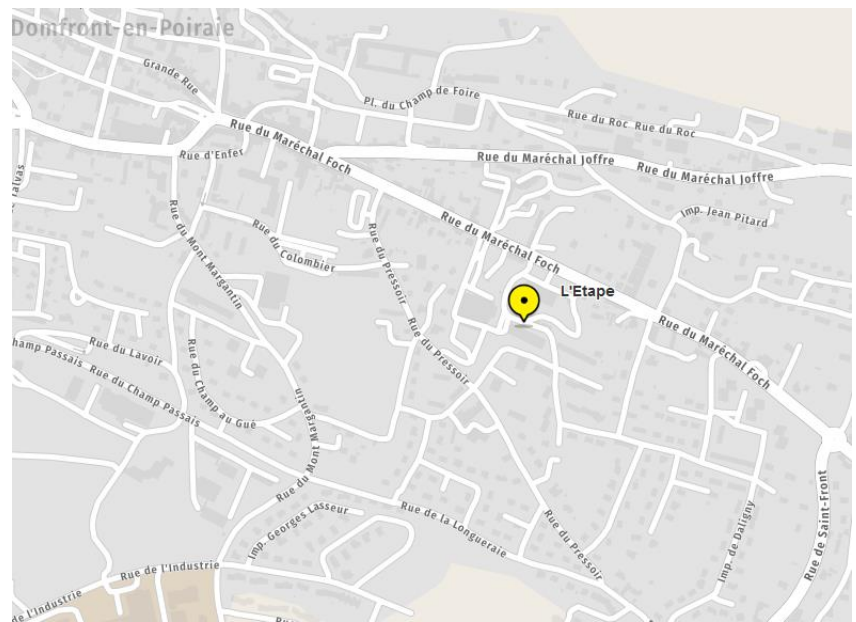 Domfront-en-Poiraie
Grande Rue
Pl. du Champ de Foire
Rue du Roc Rue du Roc
Rue du Maréchal Foch
Rue d'Enfet
Rue du Maréchal Joffre
Rue du Maréchal Joffre
Imp. Jean Pitard
Rue du Mont Margantin
Rue du Colombier
Rue du Pressoir
Rue du Maréchal Foch
L'Etape
Rue du Maréchal Foch
Rue du Lavoir
Champ Passais Rue du Champ Passais
Rue du Champ au Gué
Rue du Pressoir
Rue du Mont Margantin
Imp. Georges Lasseur
Rue de la Longueraie
Rue du Pressoir
Imp. de Daligny
Rue de Saint-Front
Rue de l'Industrie
de l'Industrie